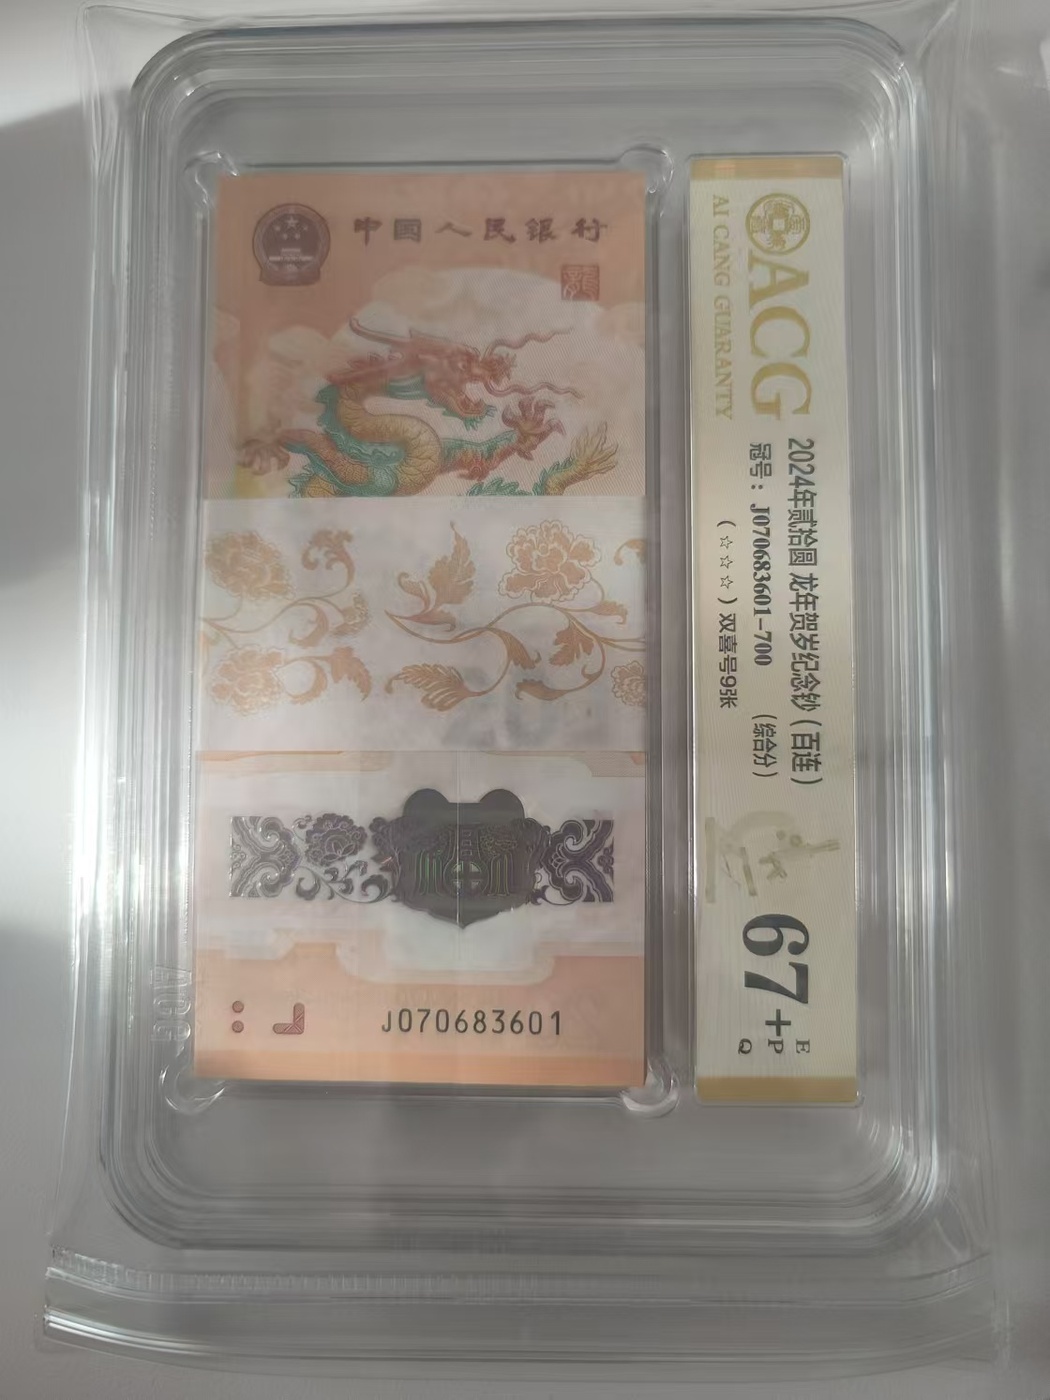 中国人民银行
J070683601
ACG
AI CANG GUARANTY
2024年贰拾圆 龙年贺岁纪念钞（百连）
冠号：J070683601-700 （综合分）
（☆☆☆）双喜号9张
67+
E
P
Q
ACG